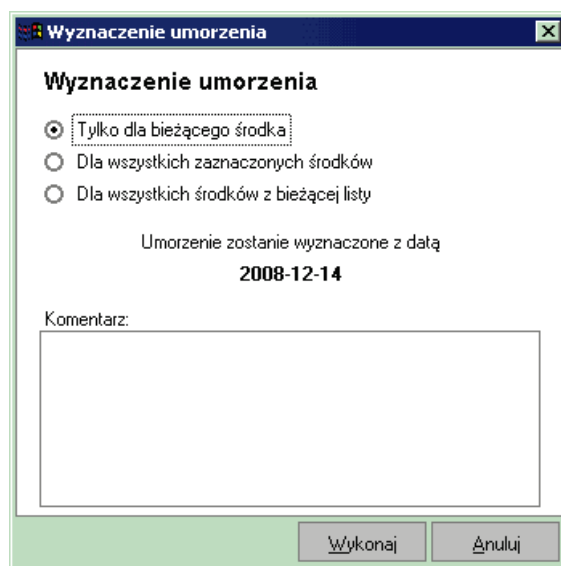 Wyznaczenie umorzenia
Wyznaczenie umorzenia
Tylko dla bieżącego środka
Dla wszystkich zaznaczonych środków
Dla wszystkich środków z bieżącej listy
Umorzenie zostanie wyznaczone z datą
2008-12-14
Komentarz:
Wykonaj
Anuluj